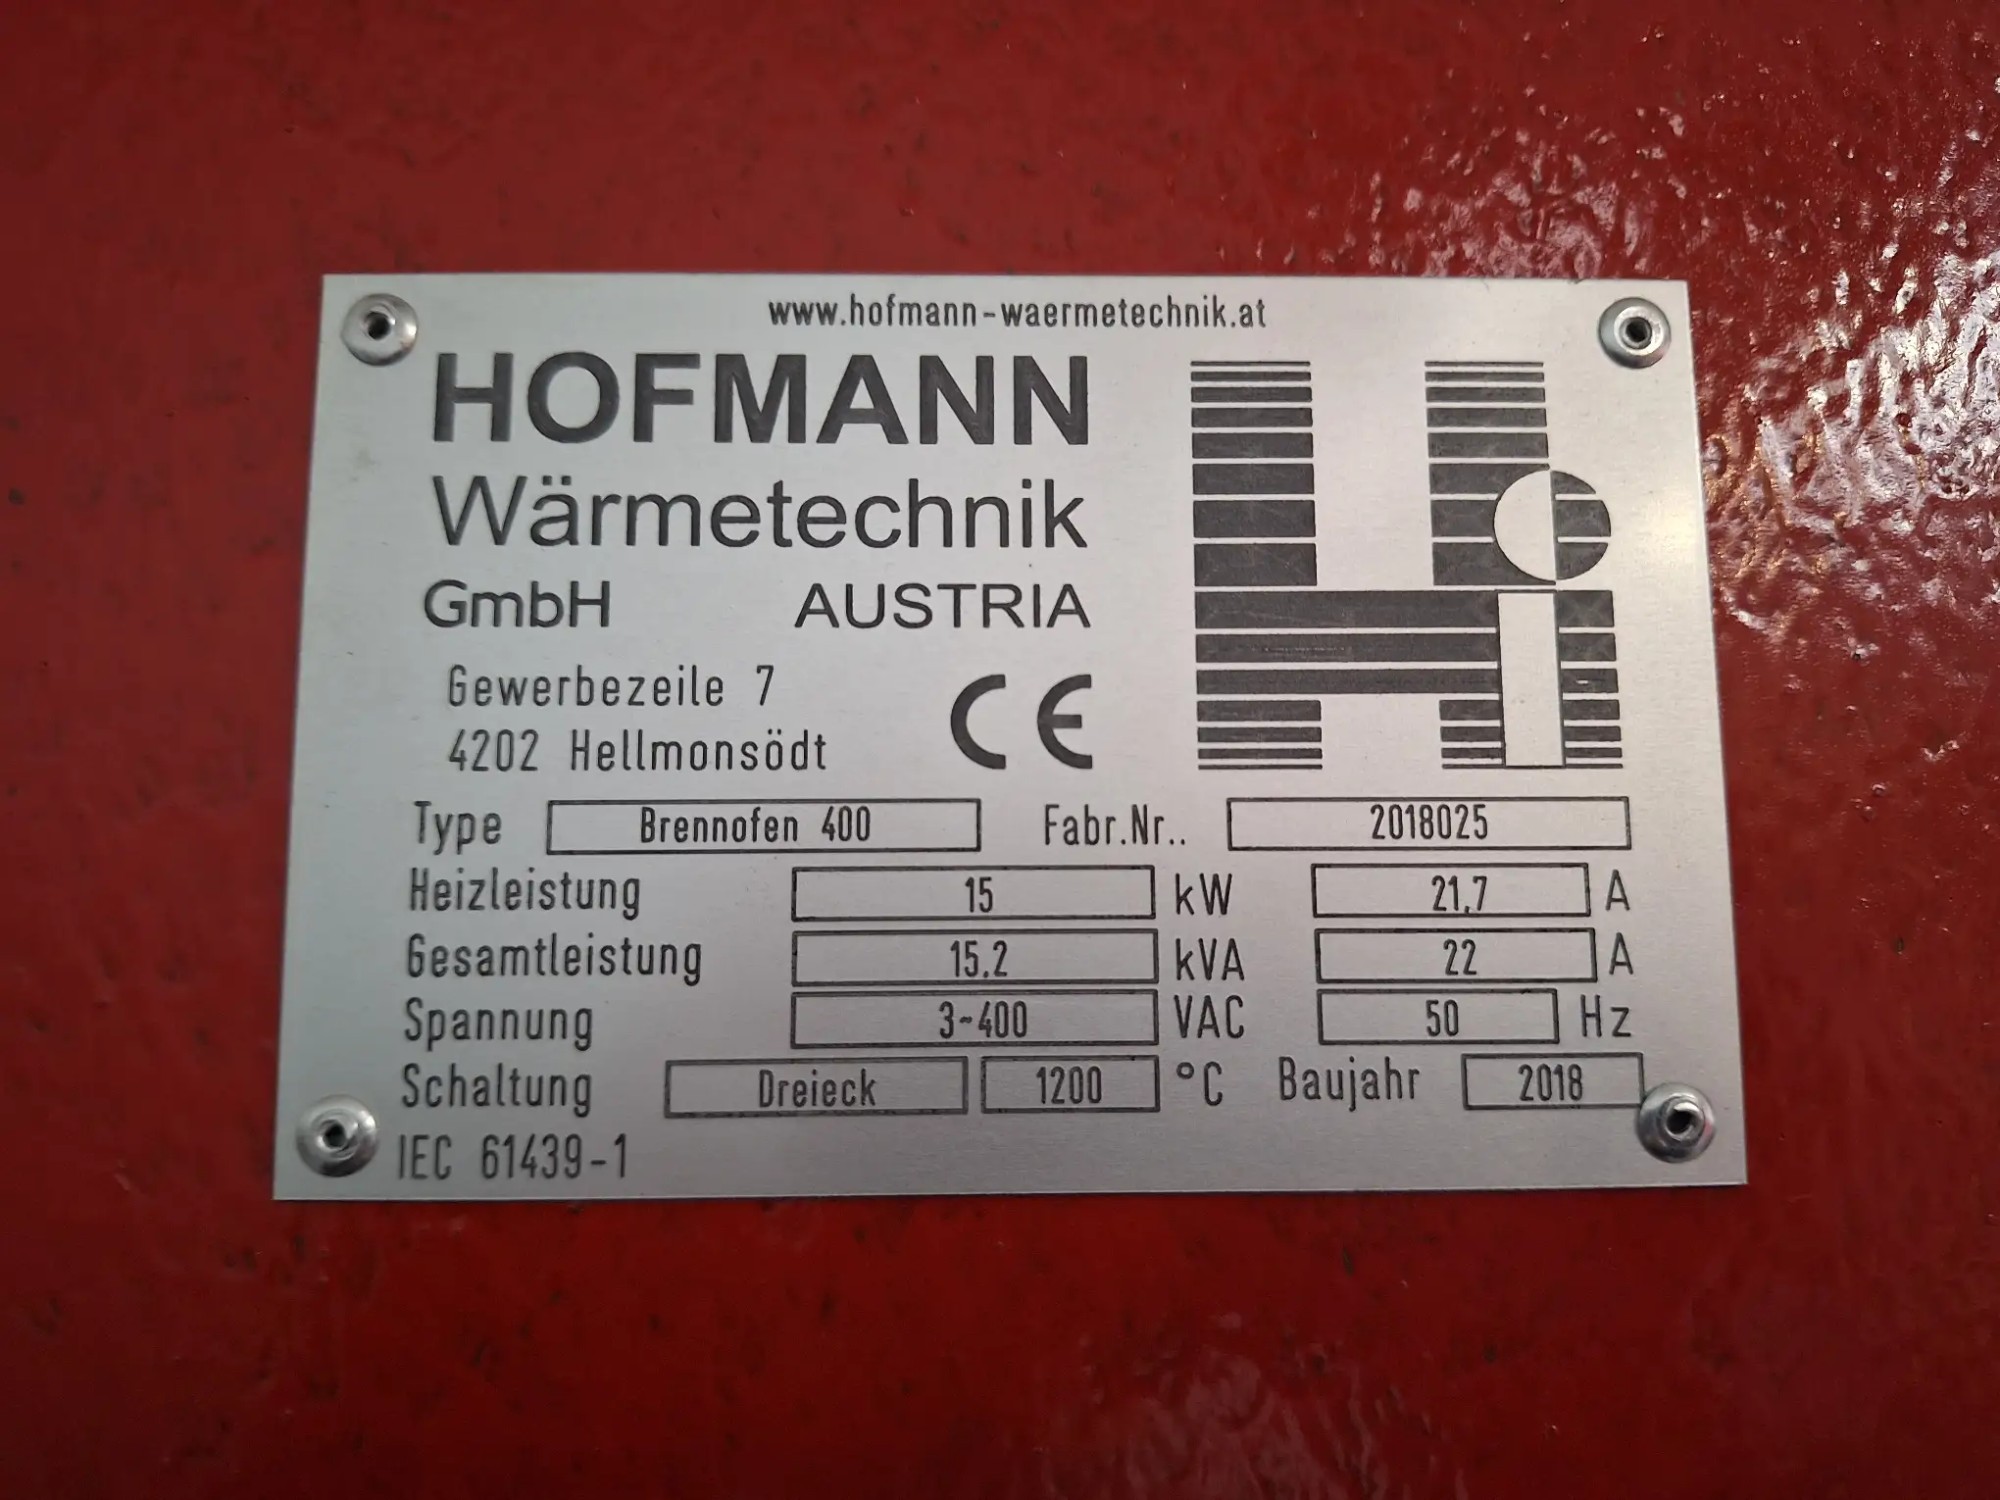 www.hofmann-waermetechnik.at
HOFMANN
Wärmetechnik
GmbH AUSTRIA
Gewerbezeile 7
4202 Hellmonsödt
CE
Type Brennofen 400 Fabr.Nr.. 2018025
Heizleistung 15 kW 21,7 A
Gesamtleistung 15.2 kVA 22 A
Spannung 3~400 VAC 50 Hz
Schaltung Dreieck 1200 °C Baujahr 2018
IEC 61439-1